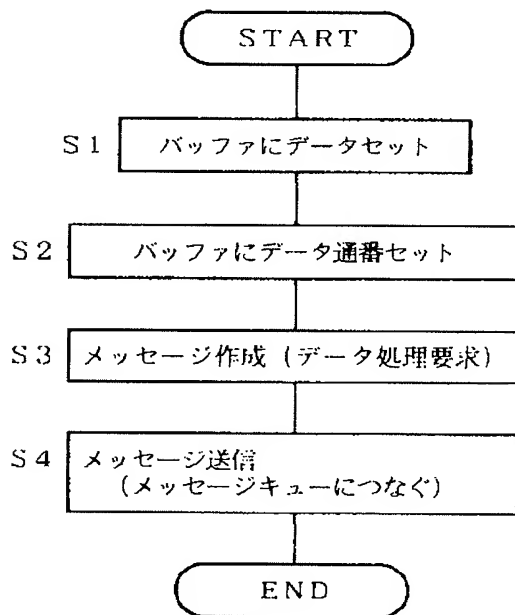 START
S1 バッファにデータセット
S2 バッファにデータ通番セット
S3 メッセージ作成(データ処理要求)
S4 メッセージ送信
(メッセージキューにつなぐ)
END